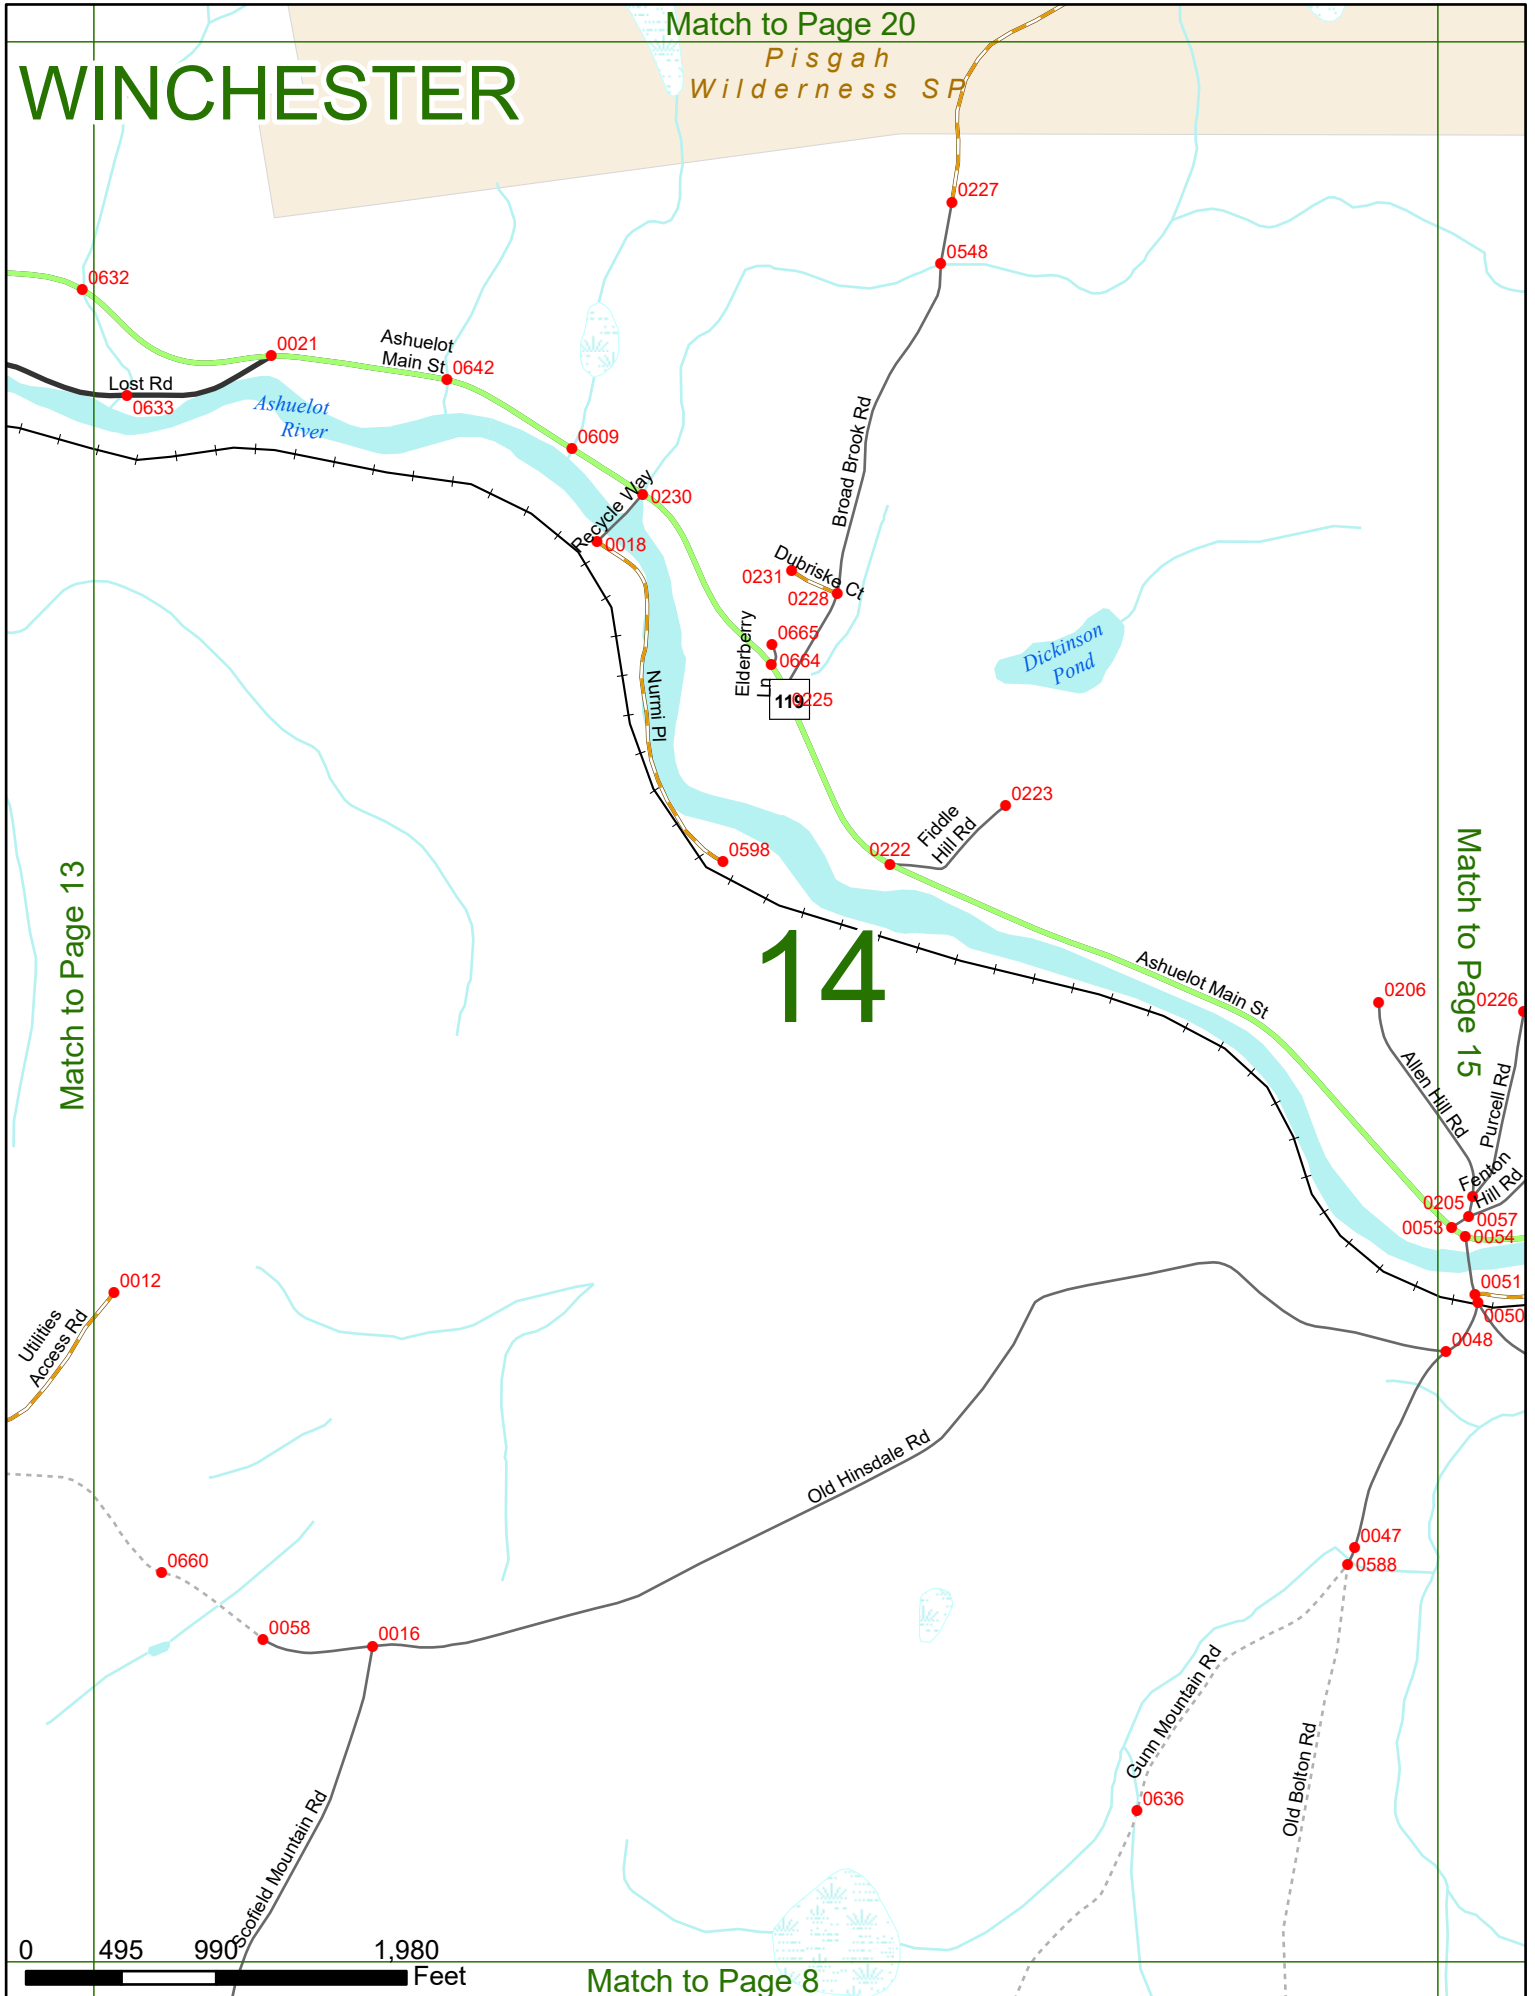 Match to Page 20
WINCHESTER
Pisgah
Wilderness SP
0227
0548
0632
0021
Ashuelot
Main St
0642
Lost Rd
0633
Ashuelot
River
0609
Broad Brook Rd
Recycle Way
0230
0018
Dubriske Ct
0231
0228
Elderberry
Ln
0665
0664
119
0225
Dickinson
Pond
Nurmi Pl
0223
Fiddle
Hill Rd
0222
0598
Match to Page 13
14
Match to Page 15
Ashuelot Main St
0206
0226
Allen Hill Rd
Purcell Rd
Fenton
Hill Rd
0205
0057
0053
0054
0051
0050
0048
0012
Utilities
Access Rd
Old Hinsdale Rd
0047
0588
0660
0058
0016
Gunn Mountain Rd
Old Bolton Rd
0636
Scofield Mountain Rd
0 495 990 1,980
Feet
Match to Page 8